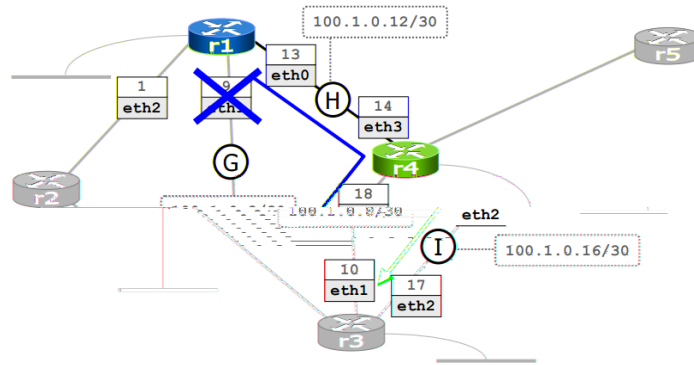 100.1.0.12/30
r1
13
eth0
r5
1
eth2
9
H
14
eth3
G
r4
r2
18
100.1.0.8/30
eth2
I
100.1.0.16/30
10
eth1
17
eth2
r3